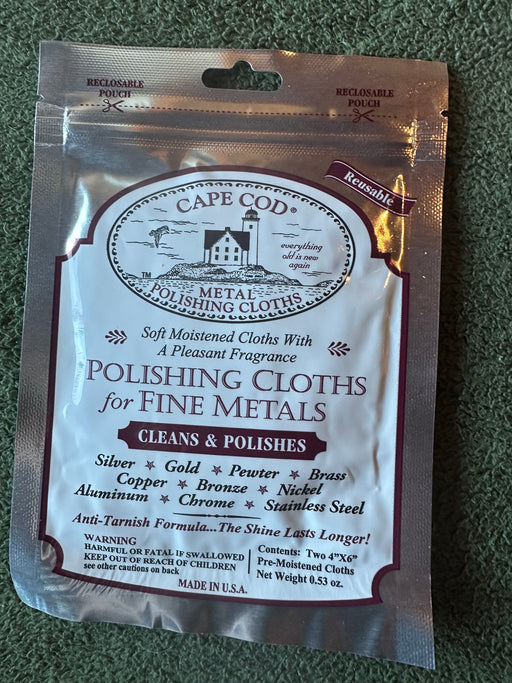 RECLOSABLE
POUCH
RECLOSABLE
POUCH
Reusable
CAPE COD®
everything
old is new
again
TM
METAL
POLISHING CLOTHS
Soft Moistened Cloths With
A Pleasant Fragrance
POLISHING CLOTHS
for FINE METALS
CLEANS & POLISHES
Silver ★ Gold ★ Pewter ★ Brass
Copper ★ Bronze ★ Nickel
Aluminum ★ Chrome ★ Stainless Steel
Anti-Tarnish Formula...The Shine Lasts Longer!
WARNING
HARMFUL OR FATAL IF SWALLOWED
KEEP OUT OF REACH OF CHILDREN
see other cautions on back
Contents: Two 4"X6"
Pre-Moistened Cloths
Net Weight 0.53 oz.
MADE IN U.S.A.